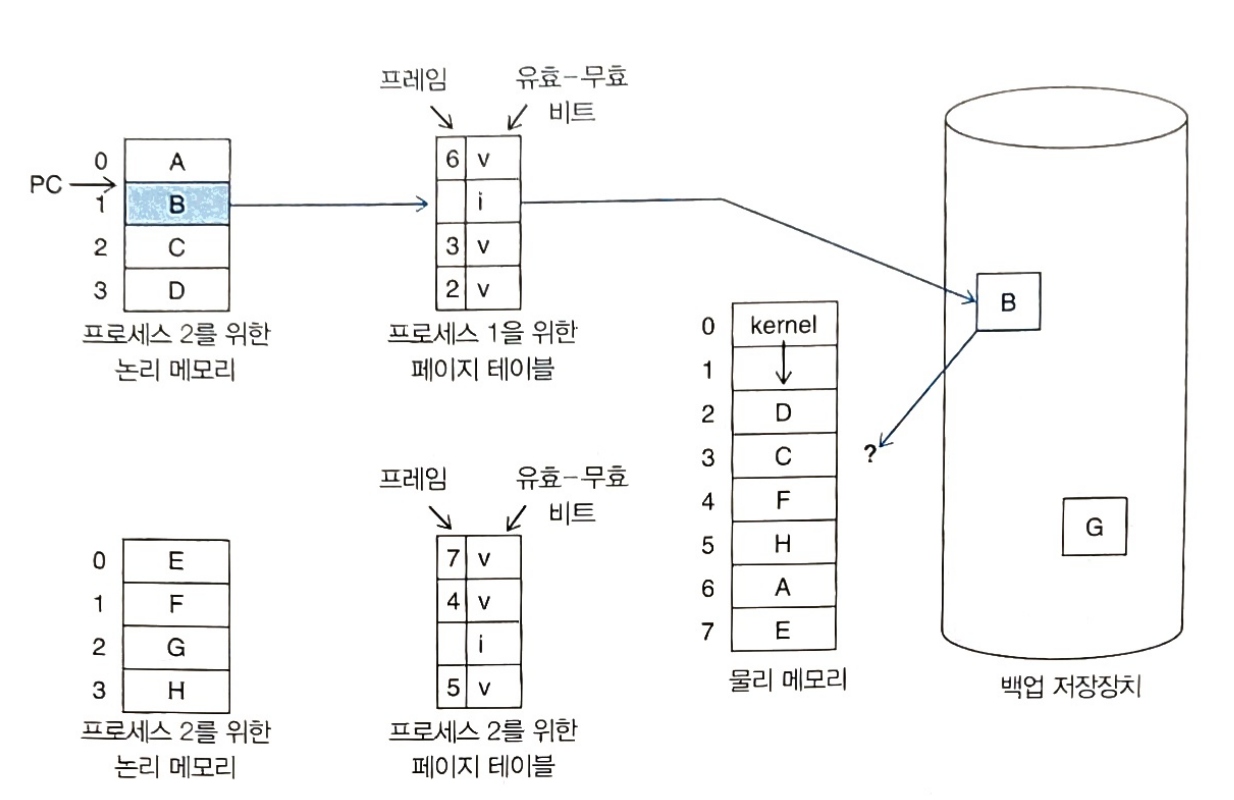 프레임 유효-무효
비트
0 A
PC
1 B
2 C
3 D
6 v
i
3 v
2 v
프로세스 2를 위한
논리 메모리
프로세스 1을 위한
페이지 테이블
B
G
백업 저장장치
?
0 kernel
1
2 D
3 C
4 F
5 H
6 A
7 E
물리 메모리
프레임 유효-무효
비트
0 E
1 F
2 G
3 H
7 v
4 v
i
5 v
프로세스 2를 위한
논리 메모리
프로세스 2를 위한
페이지 테이블